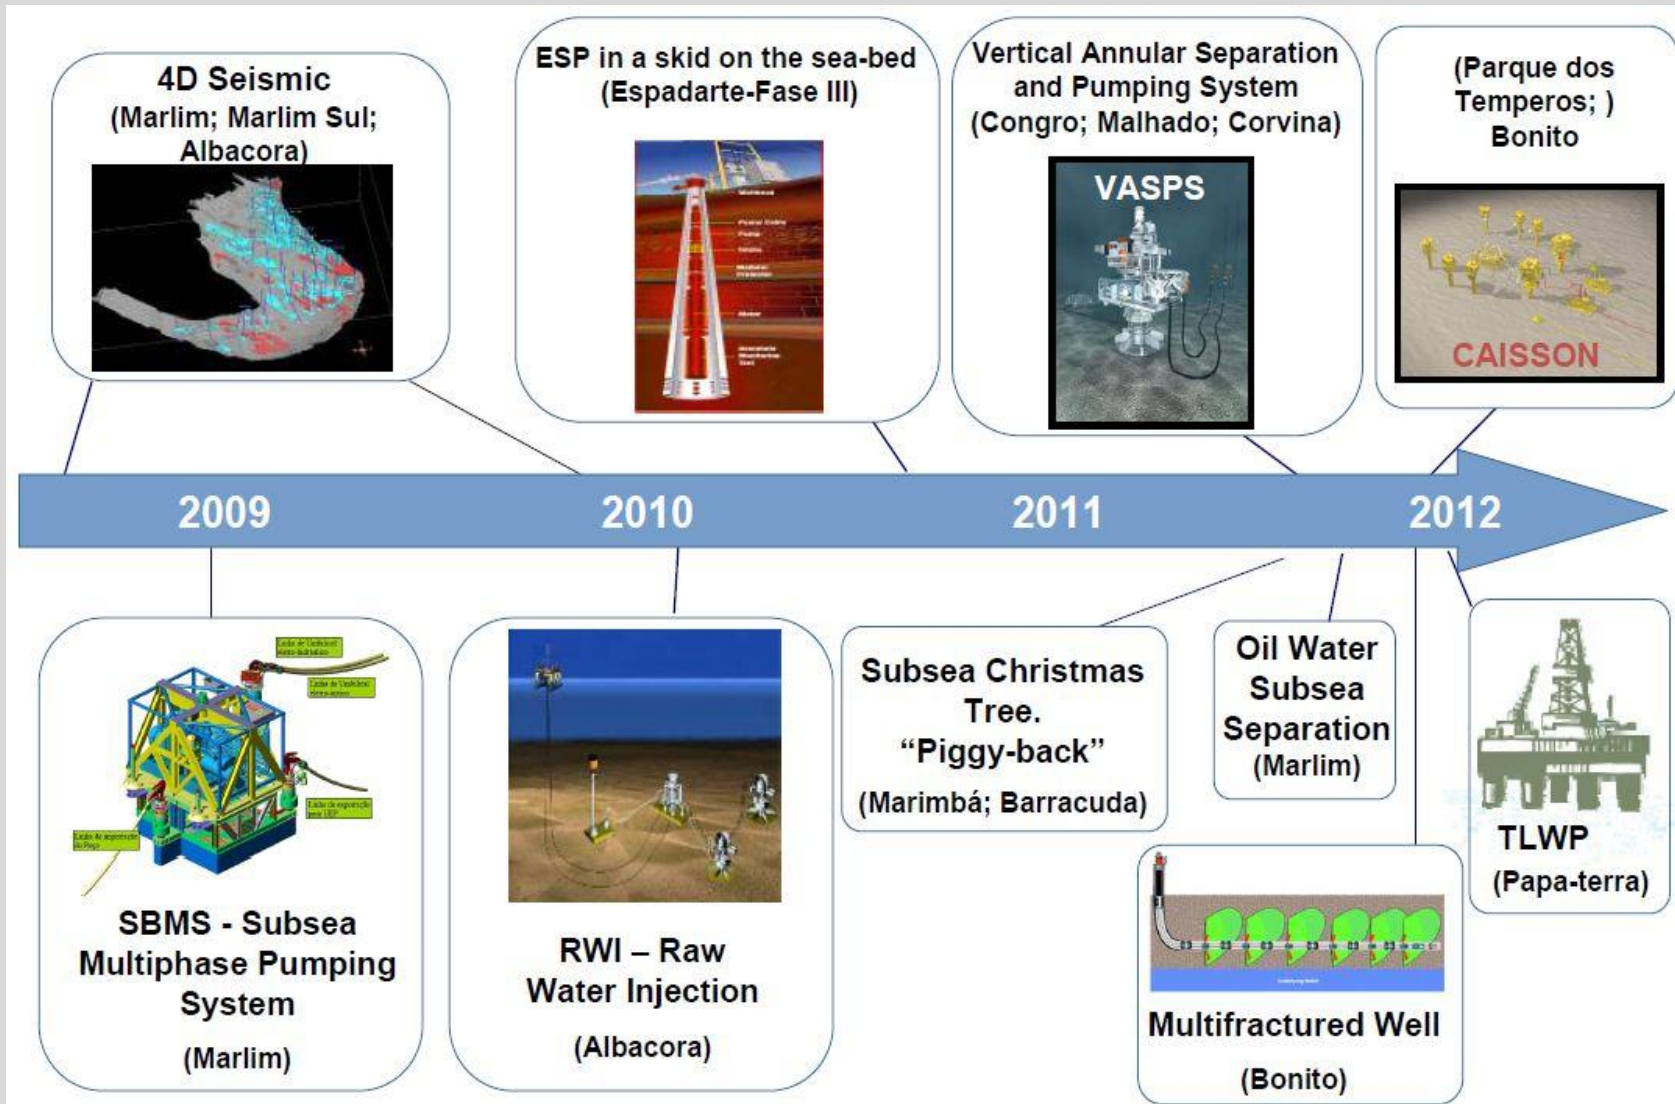 4D Seismic
(Marlim; Marlim Sul;
Albacora)
ESP in a skid on the sea-bed
(Espadarte-Fase III)
Vertical Annular Separation
and Pumping System
(Congro; Malhado; Corvina)
VASPS
(Parque dos
Temperos; )
Bonito
CAISSON
2009
2010
2011
2012
SBMS - Subsea
Multiphase Pumping
System
(Marlim)
RWI – Raw
Water Injection
(Albacora)
Subsea Christmas
Tree.
“Piggy-back”
(Marimbá; Barracuda)
Oil Water
Subsea
Separation
(Marlim)
Multifractured Well
(Bonito)
TLWP
(Papa-terra)